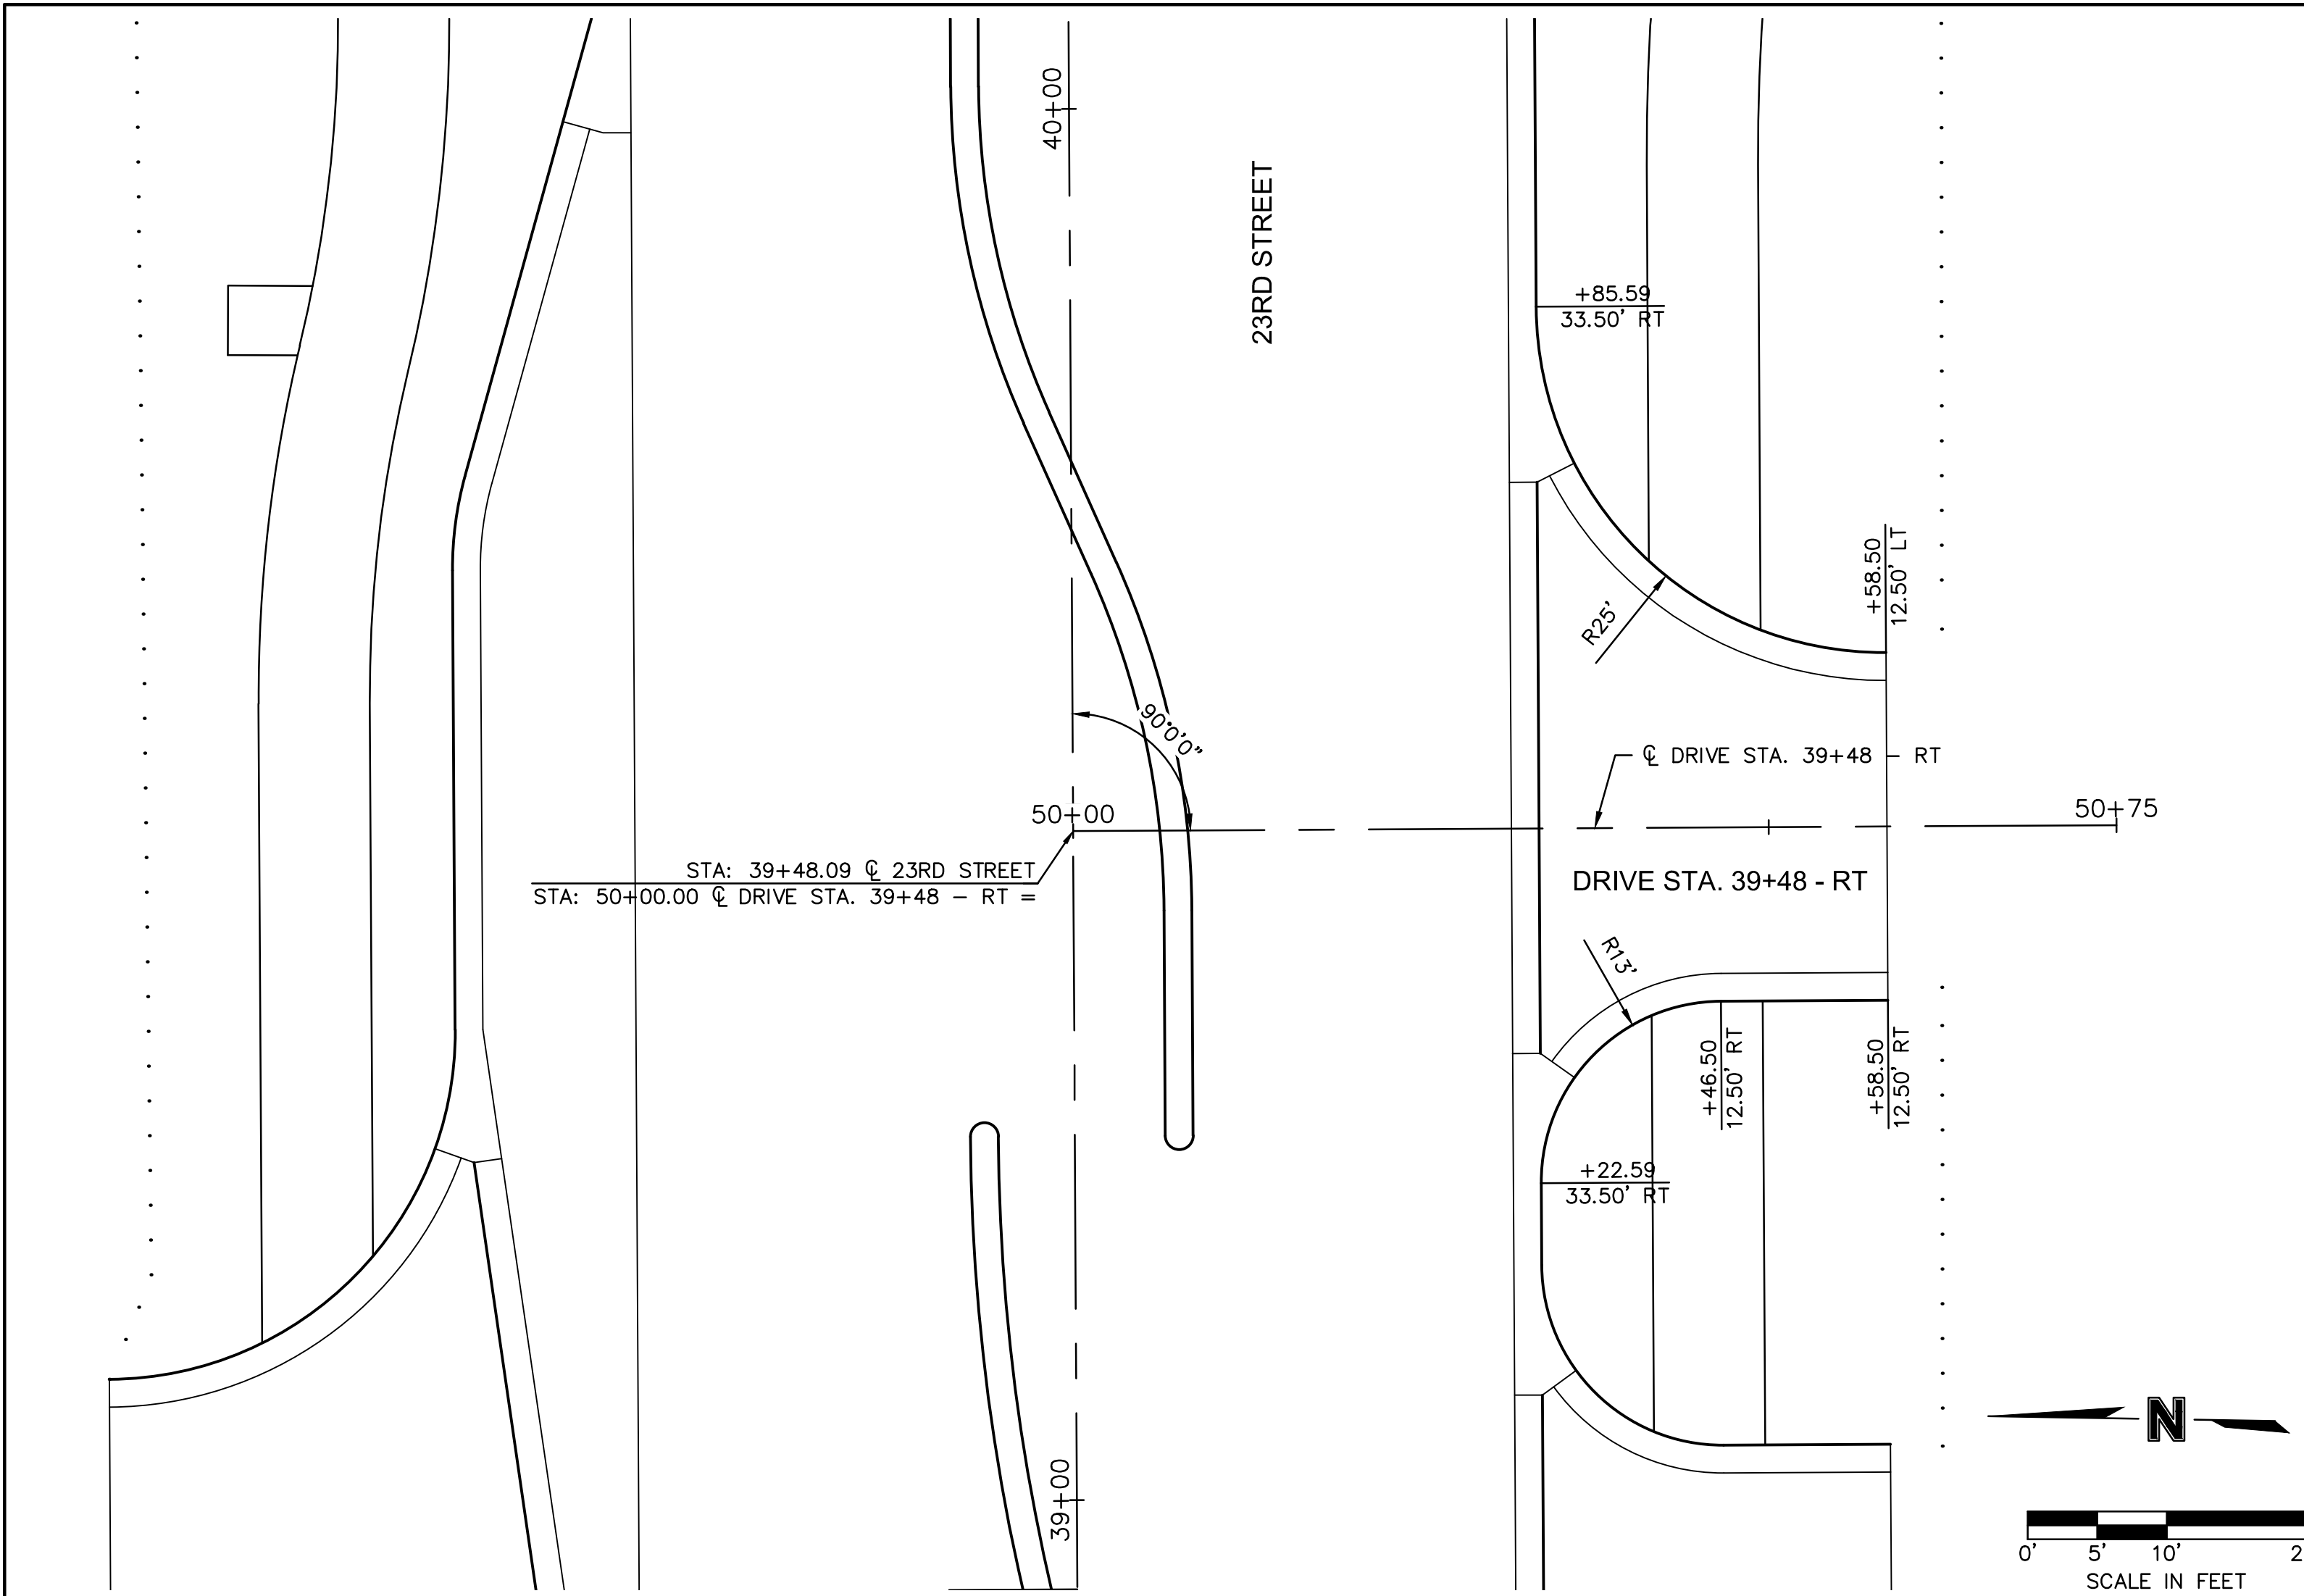 40+00
23RD STREET
+85.59
33.50' RT
+58.50
12.50' LT
R25'
90°0'0"
℄ DRIVE STA. 39+48 - RT
50+00
50+75
STA: 39+48.09 ℄ 23RD STREET
STA: 50+00.00 ℄ DRIVE STA. 39+48 - RT =
DRIVE STA. 39+48 - RT
R13'
+46.50
12.50' RT
+58.50
12.50' RT
+22.59
33.50' RT
39+00
N
0' 5' 10' 2
SCALE IN FEET